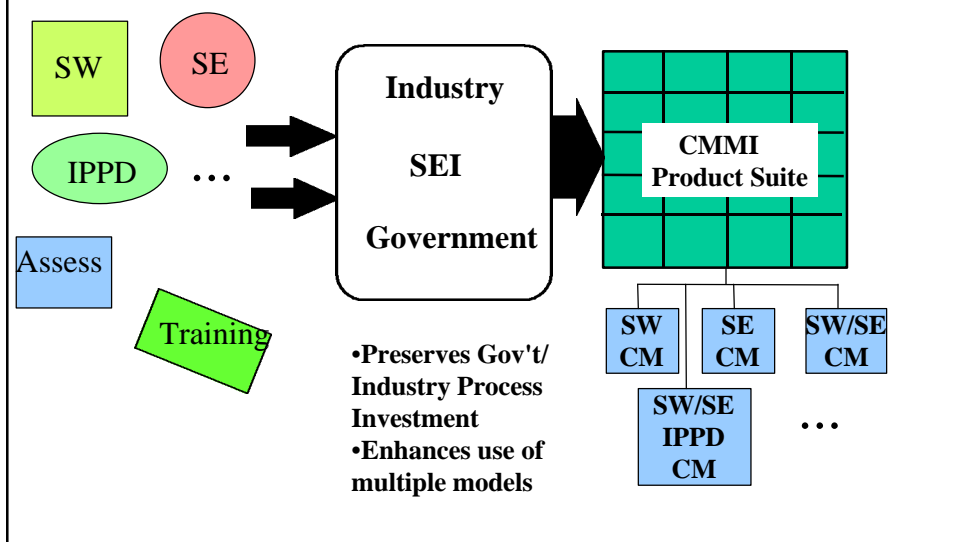 SW
SE
IPPD
...
Assess
Training
Industry
SEI
Government
•Preserves Gov't/
Industry Process
Investment
•Enhances use of
multiple models
CMMI
Product Suite
SW
CM
SE
CM
SW/SE
CM
SW/SE
IPPD
CM
...